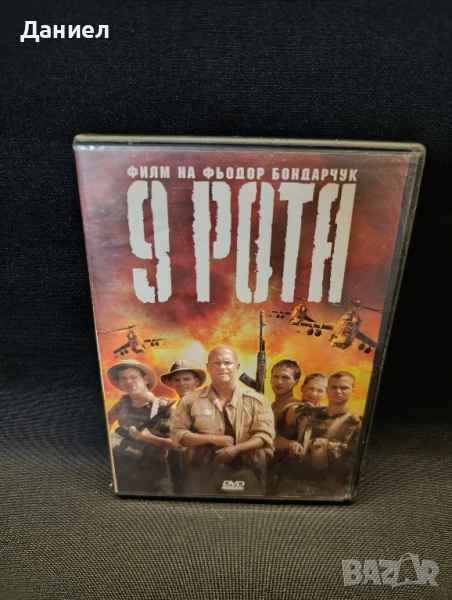 Даниел
ФИЛМ НА ФЬОДОР БОНДАРЧУК
9 РОТА
DVD
BAZAR